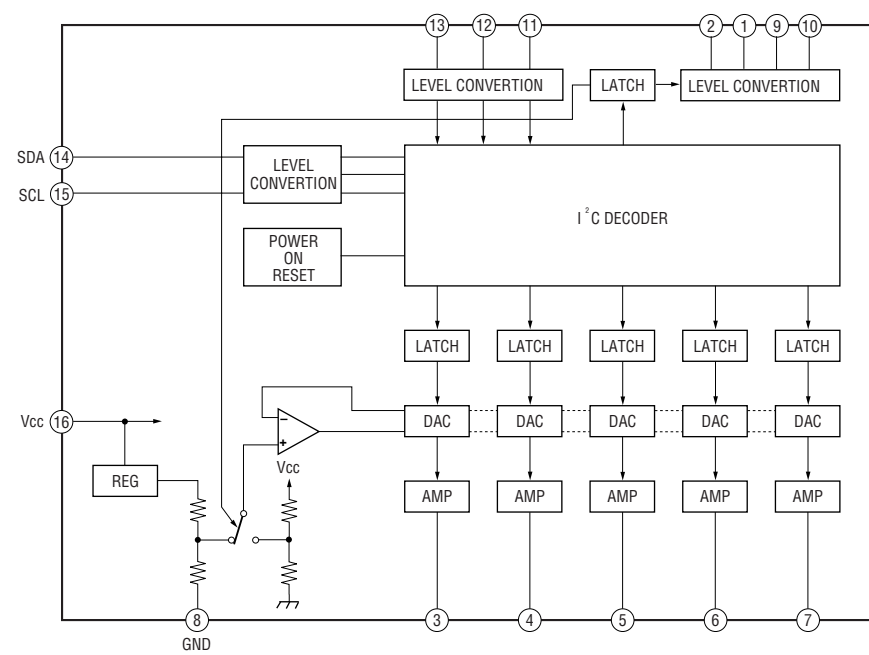 13 12 11 2 1 9 10
LEVEL CONVERTION LATCH LEVEL CONVERTION
SDA 14
SCL 15
LEVEL
CONVERTION
I²C DECODER
POWER
ON
RESET
LATCH LATCH LATCH LATCH LATCH
Vcc 16
− 
+
DAC DAC DAC DAC DAC
Vcc
REG
AMP AMP AMP AMP AMP
8 3 4 5 6 7
GND